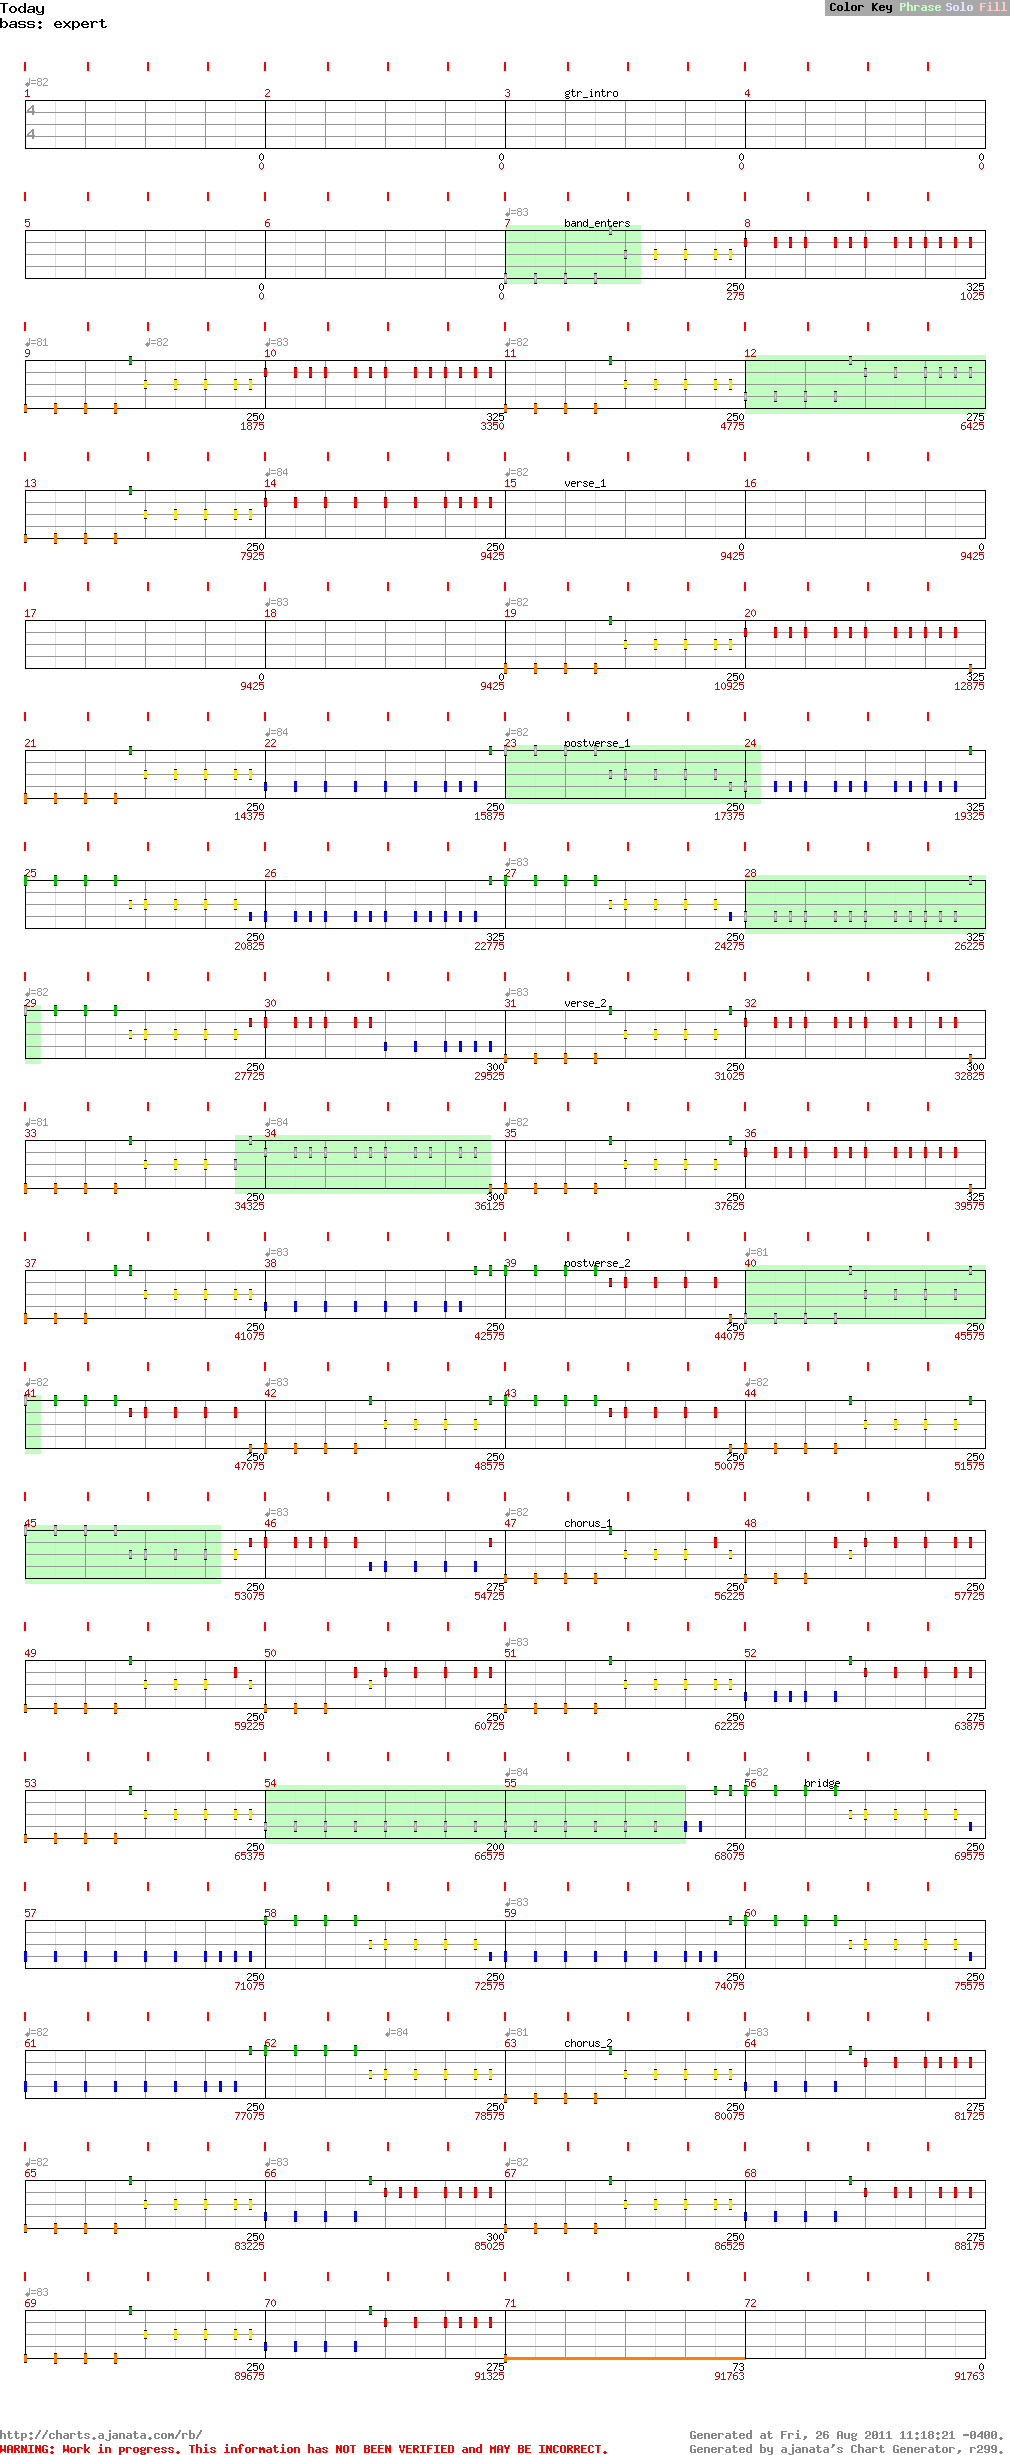 Today
Color Key Phrase Solo Fill
bass: expert
♩=82
1 2 3 gtr_intro 4
4
4
0 0 0 0
0 0 0 0
♩=83
5 6 7 band_enters 8
0 0 250 325
0 0 275 1025
♩=81 ♩=82 ♩=83 ♩=82
9 10 11 12
250 325 250 275
1875 3350 4775 6425
♩=84 ♩=82
13 14 15 verse_1 16
250 250 0 0
7925 9425 9425 9425
♩=83 ♩=82
17 18 19 20
0 0 250 325
9425 9425 10925 12875
♩=84 ♩=82
21 22 23 postverse_1 24
250 250 250 325
14375 15875 17375 19325
♩=83
25 26 27 28
250 325 250 325
20825 22775 24275 26225
♩=82 ♩=83
29 30 31 verse_2 32
250 300 250 300
27725 29525 31025 32825
♩=81 ♩=84 ♩=82
33 34 35 36
250 300 250 325
34325 36125 37625 39575
♩=83 ♩=81
37 38 39 postverse_2 40
250 250 250 250
41075 42575 44075 45575
♩=82 ♩=83 ♩=82
41 42 43 44
250 250 250 250
47075 48575 50075 51575
♩=83 ♩=82
45 46 47 chorus_1 48
250 275 250 250
53075 54725 56225 57725
♩=83
49 50 51 52
250 250 250 275
59225 60725 62225 63875
♩=84 ♩=82
53 54 55 56 bridge
250 200 250 250
65375 66575 68075 69575
♩=83
57 58 59 60
250 250 250 250
71075 72575 74075 75575
♩=82 ♩=84 ♩=81 ♩=83
61 62 63 chorus_2 64
250 250 250 275
77075 78575 80075 81725
♩=82 ♩=83 ♩=82
65 66 67 68
250 300 250 275
83225 85025 86525 88175
♩=83
69 70 71 72
250 275 73 0
89675 91325 91763 91763
http://charts.ajanata.com/rb/
Generated at Fri, 26 Aug 2011 11:18:21 -0400.
WARNING: Work in progress. This information has NOT BEEN VERIFIED and MAY BE INCORRECT.
Generated by ajanata's Chart Generator, r299.